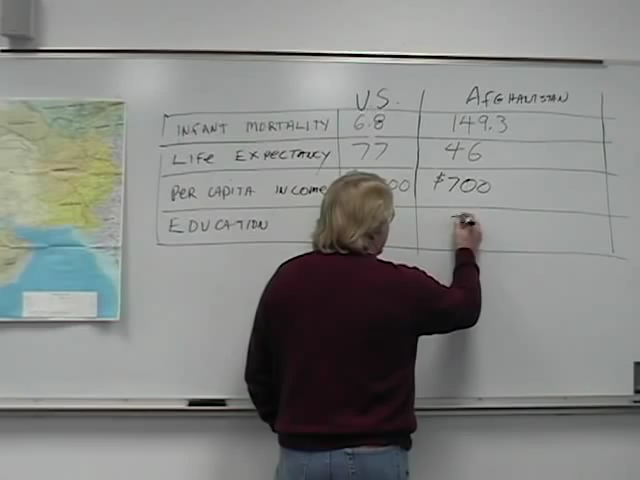 U.S. AFGHANISTAN
INFANT MORTALITY 6.8 149.3
LIFE EXPECTANCY 77 46
PER CAPITA INCOME 00 $700
EDUCATION